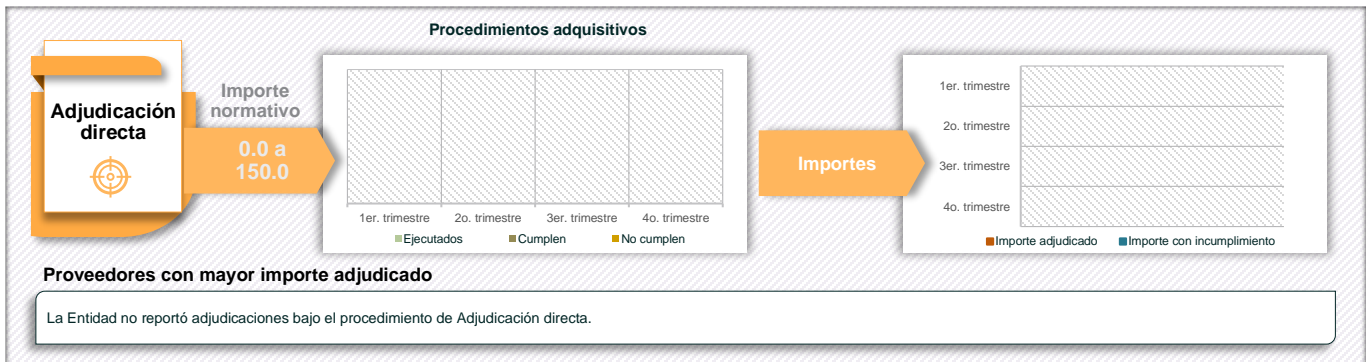 Procedimientos adquisitivos
Adjudicación
directa
Importe
normativo
0.0 a
150.0
1er. trimestre
2o. trimestre
3er. trimestre
4o. trimestre
Ejecutados
Cumplen
No cumplen
Importes
1er. trimestre
2o. trimestre
3er. trimestre
4o. trimestre
Importe adjudicado
Importe con incumplimiento
Proveedores con mayor importe adjudicado
La Entidad no reportó adjudicaciones bajo el procedimiento de Adjudicación directa.